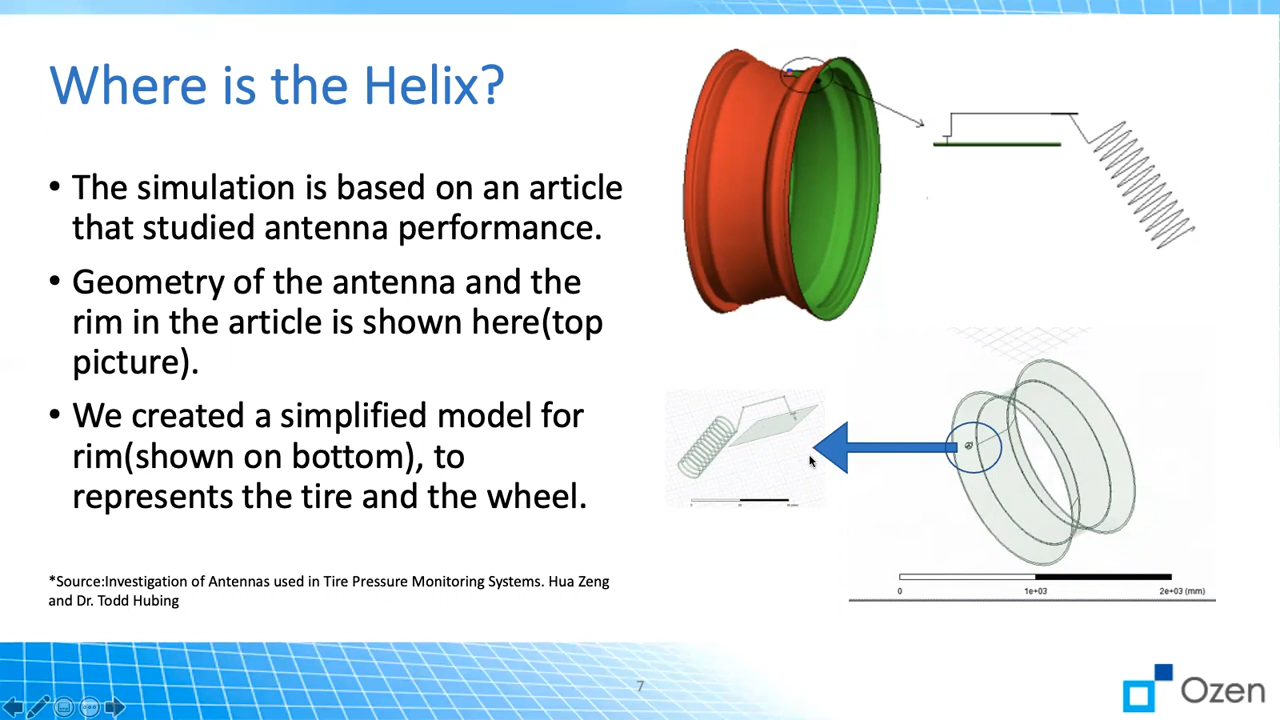 Where is the Helix?
• The simulation is based on an article
that studied antenna performance.
• Geometry of the antenna and the
rim in the article is shown here(top
picture).
• We created a simplified model for
rim(shown on bottom), to
represents the tire and the wheel.
*Source:Investigation of Antennas used in Tire Pressure Monitoring Systems. Hua Zeng
and Dr. Todd Hubing
0 1e+03 2e+03 (mm)
7
Ozen